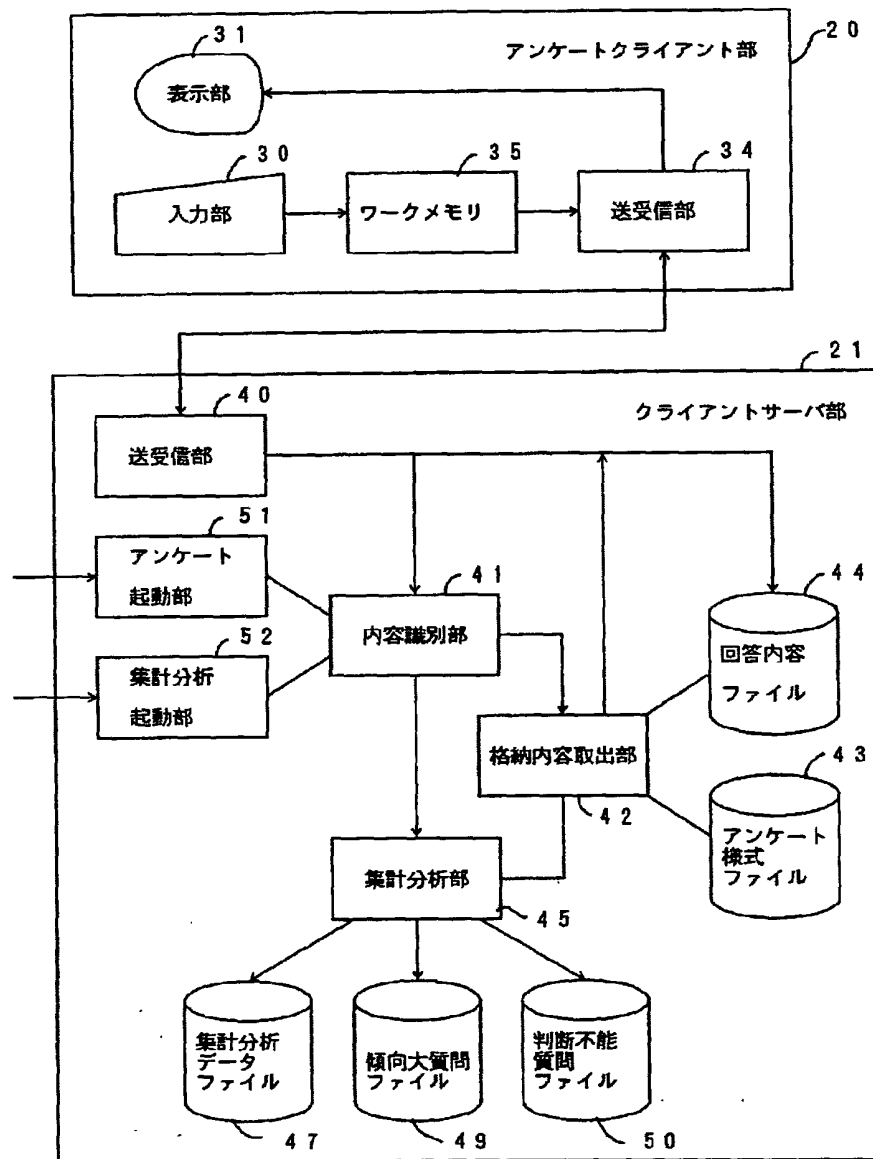 31
20
アンケートクライアント部
表示部
30
35
34
入力部
ワークメモリ
送受信部
21
40
クライアントサーバ部
送受信部
51
アンケート
起動部
41
44
52
内容識別部
回答内容
ファイル
集計分析
起動部
格納内容取出部
43
42
アンケート
様式
ファイル
集計分析部
45
集計分析
データ
ファイル
傾向大質問
ファイル
判断不能
質問
ファイル
47
49
50